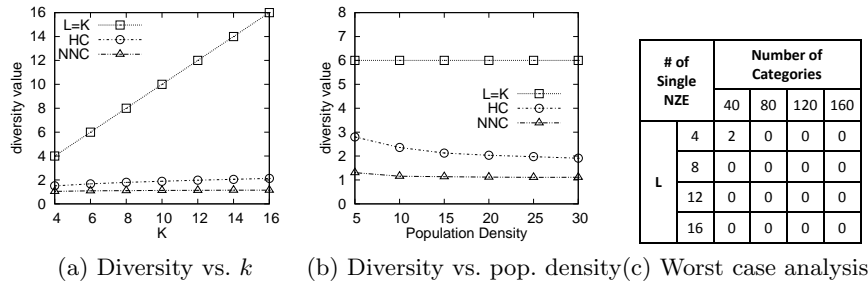 16
14
12
10
8
6
4
2
0
diversity value
L=K
HC
NNC
4 6 8 10 12 14 16
K
(a) Diversity vs. k
8
7
6
5
4
3
2
1
0
diversity value
L=K
HC
NNC
5 10 15 20 25 30
Population Density
(b) Diversity vs. pop. density
# of Single NZE
Number of Categories
40 80 120 160
L
4 2 0 0 0
8 0 0 0 0
12 0 0 0 0
16 0 0 0 0
(c) Worst case analysis